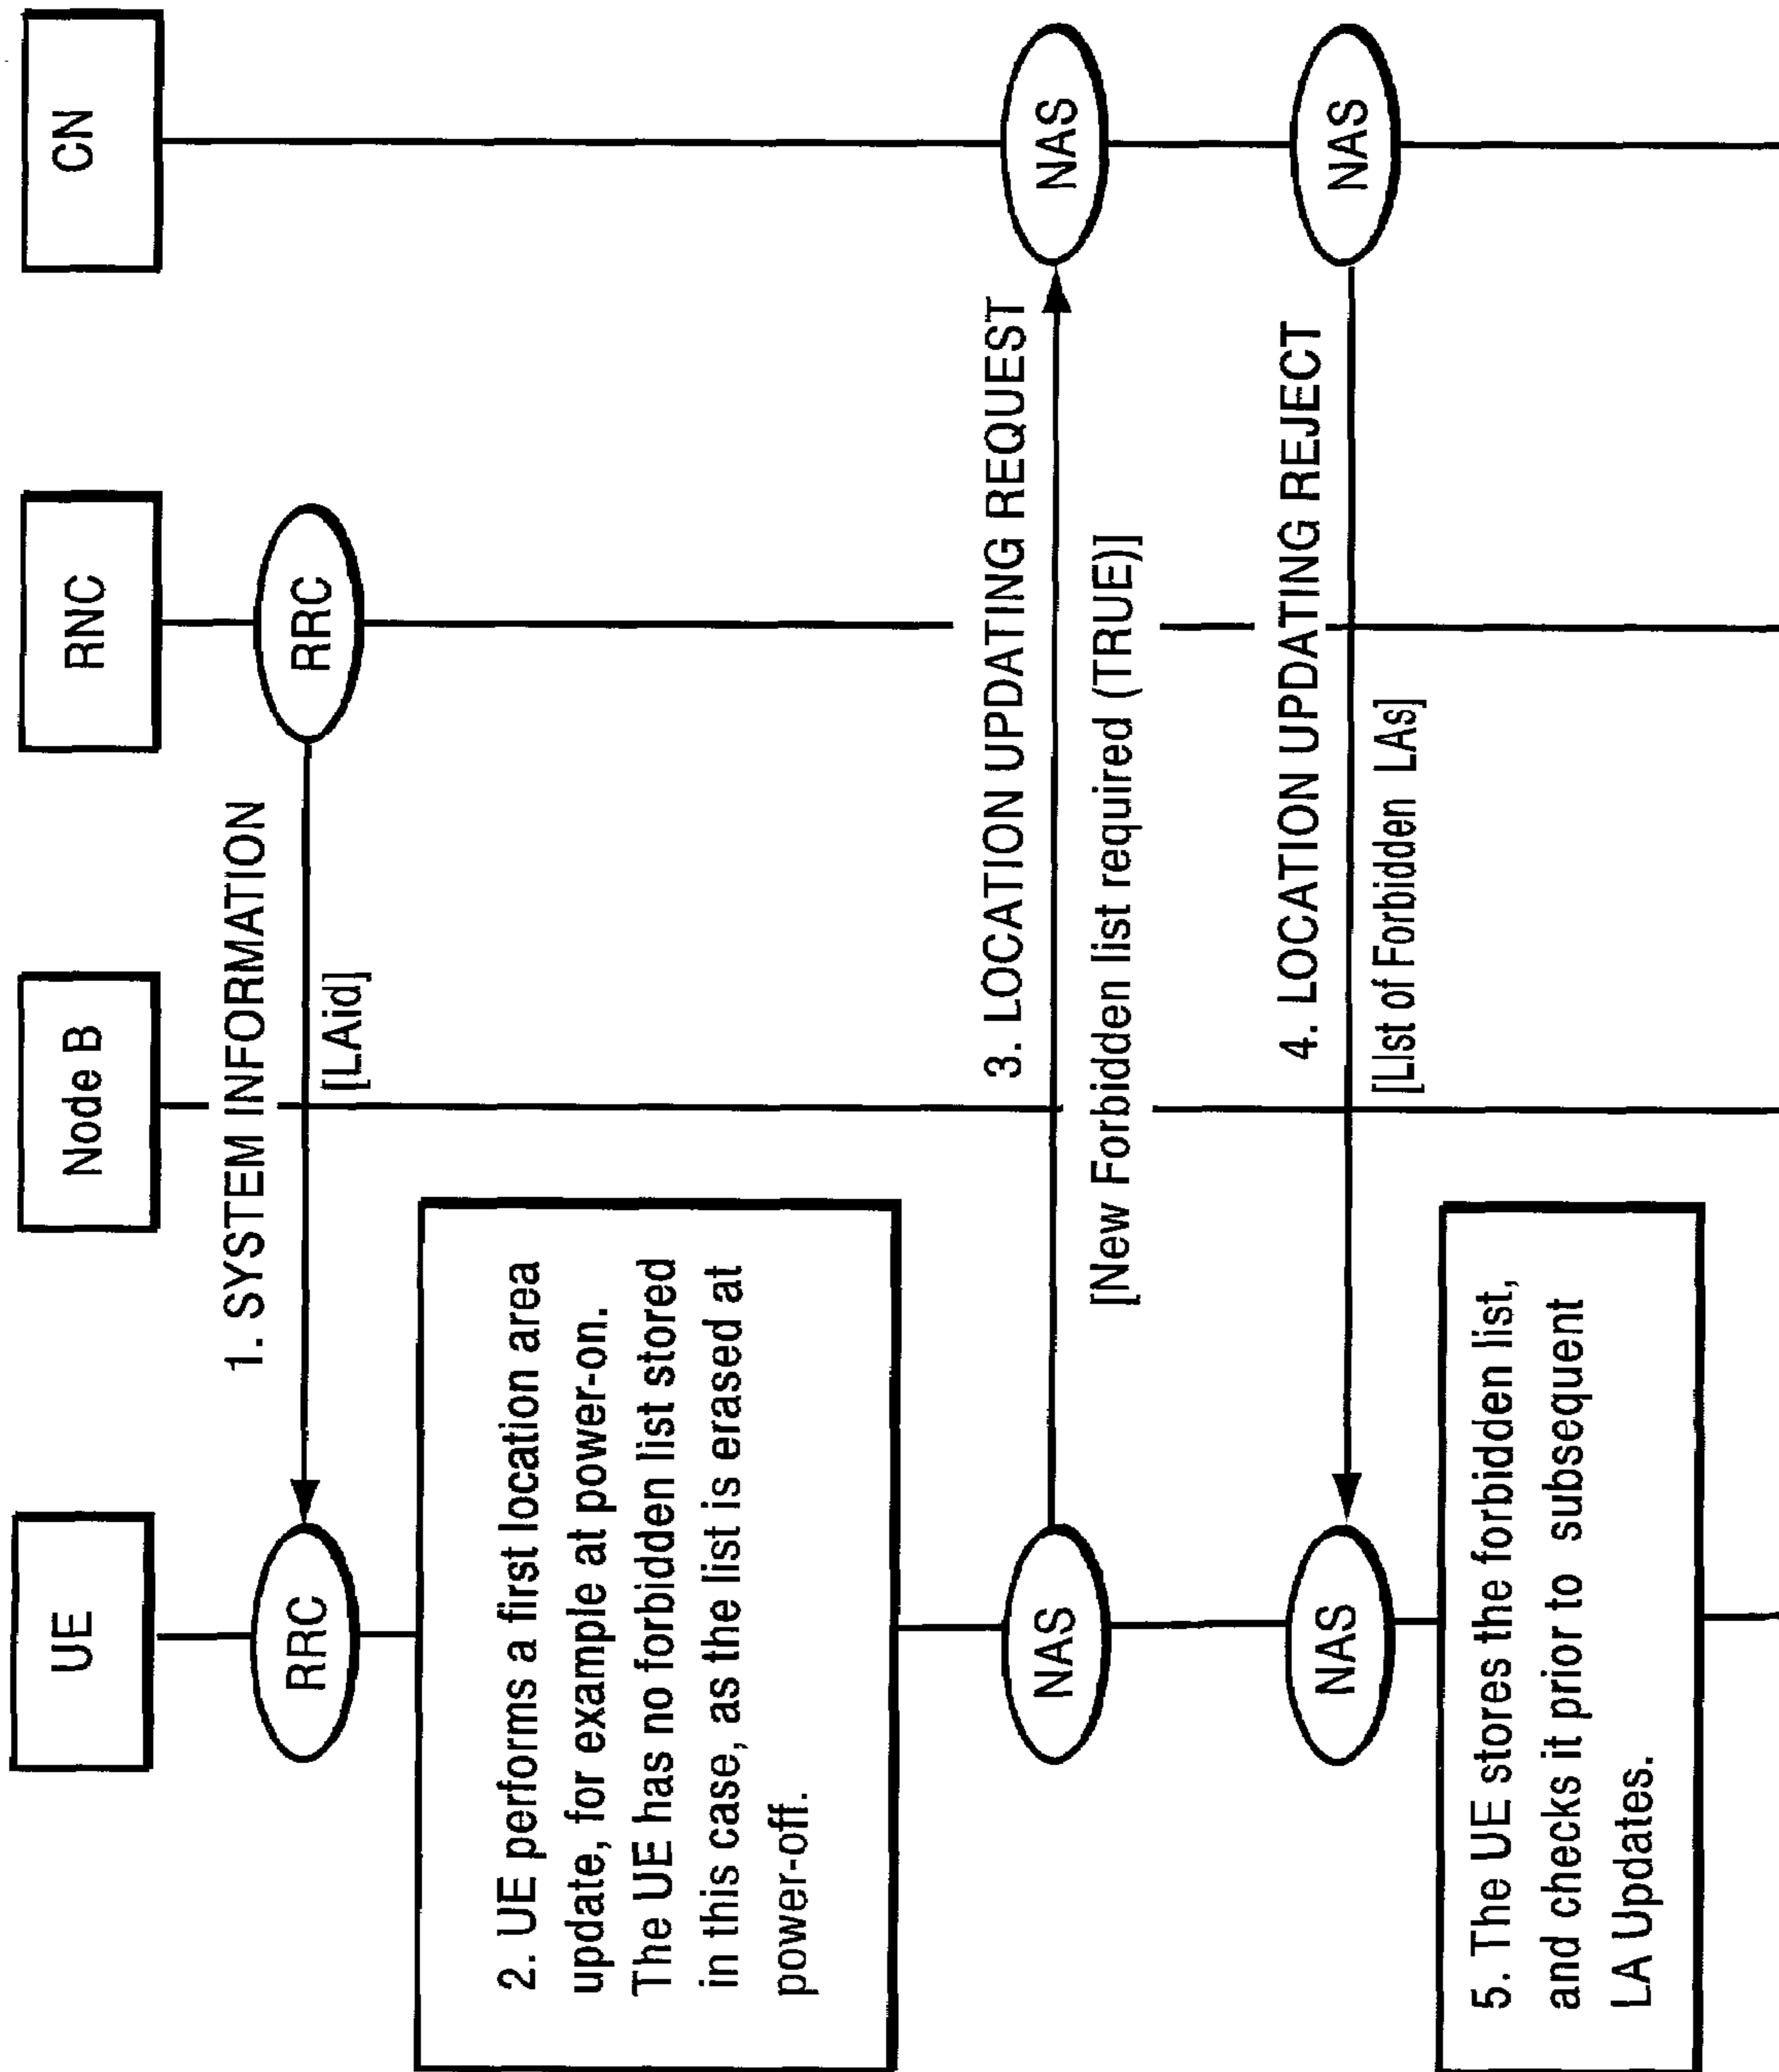 UE
Node B
RNC
CN
RRC
RRC
1. SYSTEM INFORMATION
[LAid]
2. UE performs a first location area
update, for example at power-on.
The UE has no forbidden list stored
in this case, as the list is erased at
power-off.
NAS
NAS
3. LOCATION UPDATING REQUEST
[New Forbidden list required (TRUE)]
NAS
NAS
4. LOCATION UPDATING REJECT
[LIst of Forbidden LAs]
5. The UE stores the forbidden list,
and checks it prior to subsequent
LA Updates.